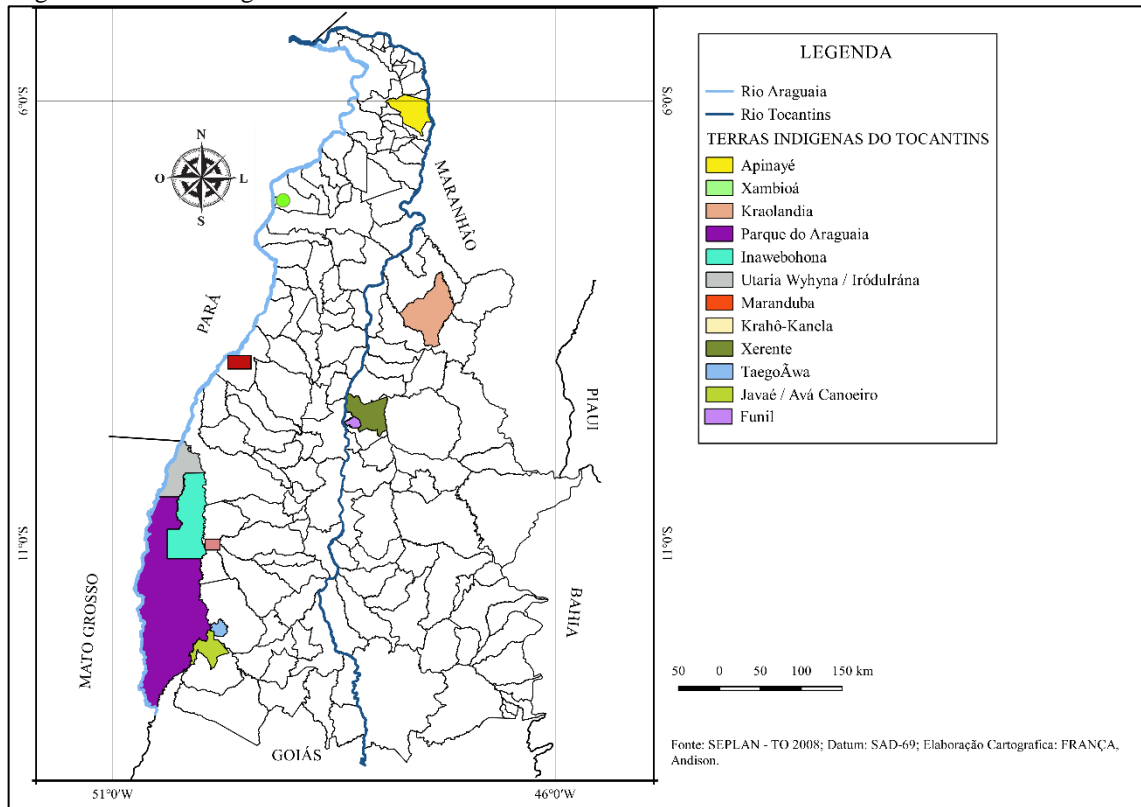 6°0'S
N
O
L
S
PARÁ
MARANHÃO
PIAUI
11°0'S
MATO GROSSO
BAHIA
GOIÁS
51°0'W
46°0'W
LEGENDA
Rio Araguaia
Rio Tocantins
TERRAS INDIGENAS DO TOCANTINS
Apinayé
Xambioá
Kraolandia
Parque do Araguaia
Inawebohona
Utaria Wyhyna / Iródulrána
Maranduba
Krahô-Kanela
Xerente
TaegoÃwa
Javaé / Avá Canoeiro
Funil
6°0'S
11°0'S
50 0 50 100 150 km
Fonte: SEPLAN - TO 2008; Datum: SAD-69; Elaboração Cartografica: FRANÇA,
Andison.